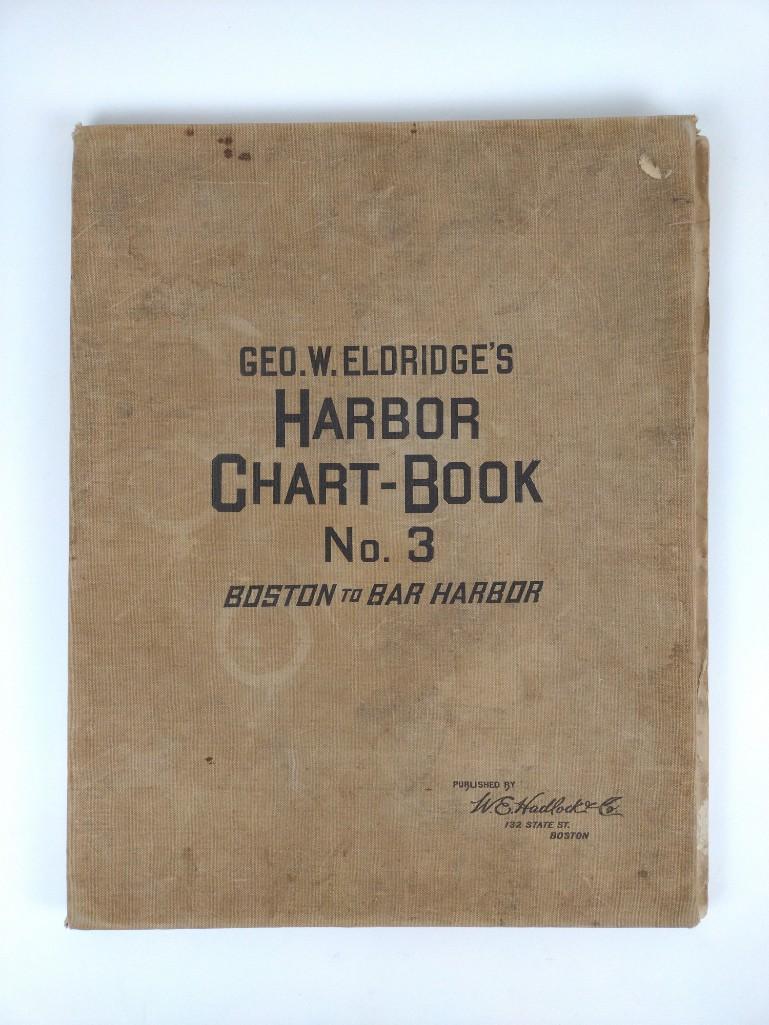 GEO. W. ELDRIDGE'S
HARBOR
CHART-BOOK
No. 3
BOSTON TO BAR HARBOR
PUBLISHED BY
W. E. Hadlock & Co.
132 STATE ST.
BOSTON